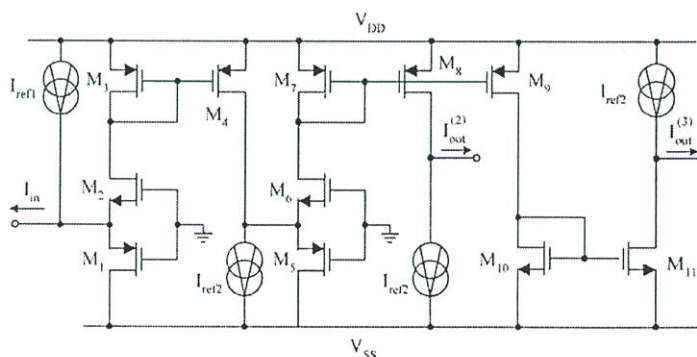 V_DD
I_ref1
M_3
M_4
M_7
M_8
M_9
I_ref2
I_out^(2)
I_out^(3)
I_in
M_2
M_6
M_1
I_ref2
M_5
I_ref2
M_10
M_11
V_SS